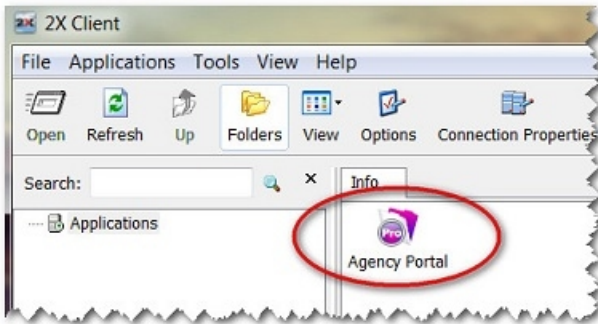 2X 2X Client
File Applications Tools View Help
Open Refresh Up Folders View Options Connection Properties
Search: × Info
Applications
Pro
Agency Portal